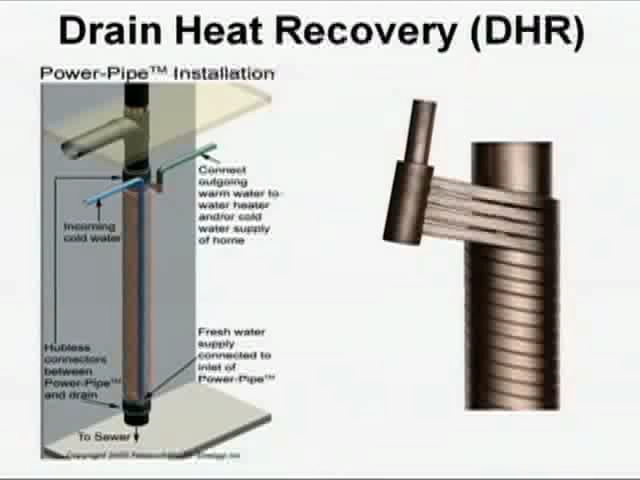 Drain Heat Recovery (DHR)
Power-Pipe™ Installation
Connect
outgoing
warm water to
water heater
and/or cold
water supply
of home
Incoming
cold water
Fresh water
supply
connected to
inlet of
Power-Pipe™
Hubless
connectors
between
Power-Pipe™
and drain
To Sewer
Copyright